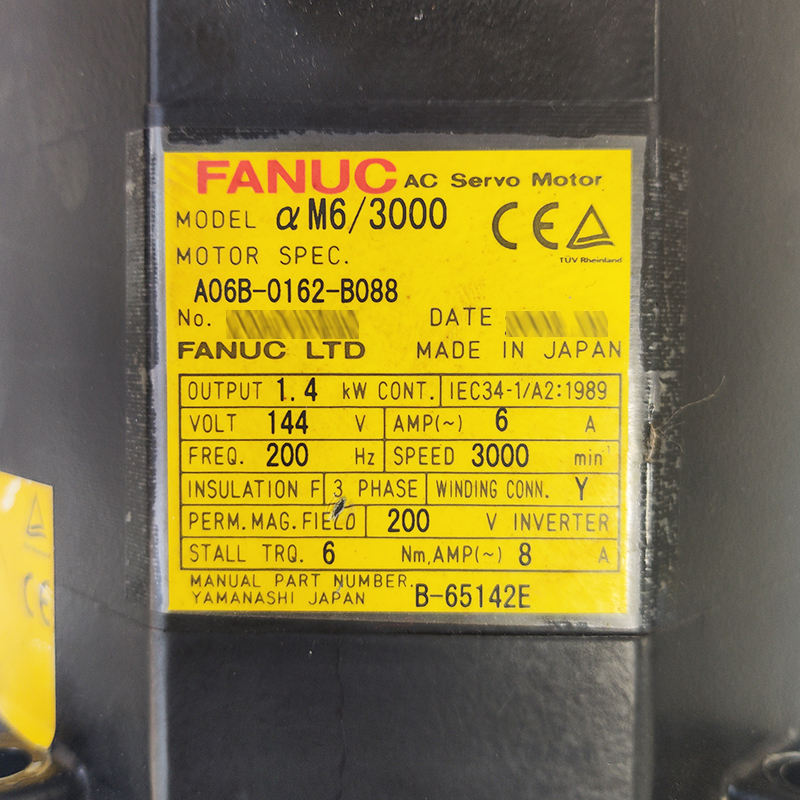 FANUC AC Servo Motor
MODEL α M6/3000
CE
TÜV Rheinland
MOTOR SPEC.
A06B-0162-B088
No. DATE
FANUC LTD MADE IN JAPAN
OUTPUT 1.4 kW CONT. IEC34-1/A2:1989
VOLT 144 V AMP(~) 6 A
FREQ. 200 Hz SPEED 3000 min⁻¹
INSULATION F 3 PHASE WINDING CONN. Y
PERM.MAG.FIELD 200 V INVERTER
STALL TRQ. 6 Nm,AMP(~) 8 A
MANUAL PART NUMBER.
YAMANASHI JAPAN B-65142E